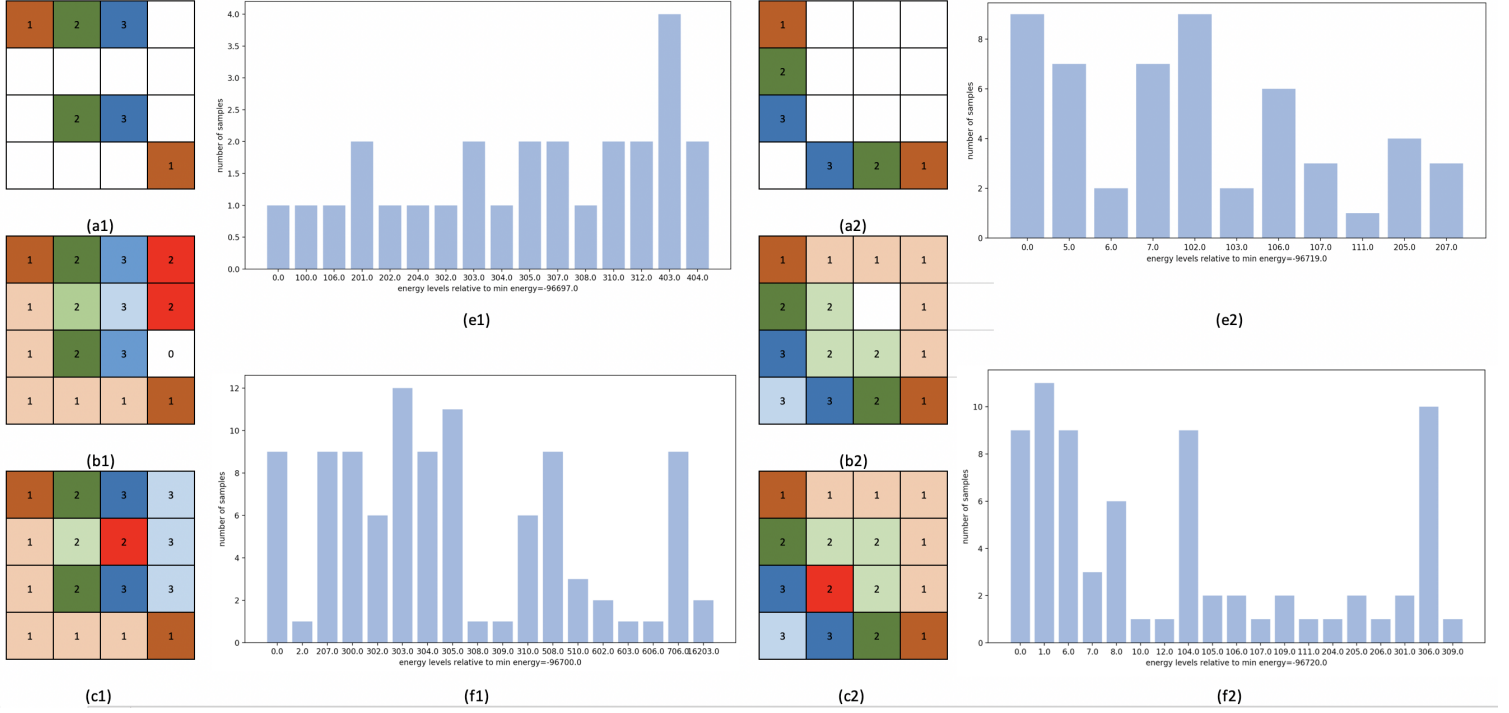 1 2 3
2 3
1
(a1)
4.0
3.5
3.0
2.5
2.0
1.5
1.0
0.5
0.0
number of samples
0.0 100.0 106.0 201.0 202.0 204.0 302.0 303.0 304.0 305.0 307.0 308.0 310.0 312.0 403.0 404.0
energy levels relative to min energy=-96697.0
(e1)
1
2
3
3 2 1
(a2)
8
6
4
2
0
number of samples
0.0 5.0 6.0 7.0 102.0 103.0 106.0 107.0 111.0 205.0 207.0
energy levels relative to min energy=-96719.0
(e2)
1 2 3 2
1 2 3 2
1 2 3 0
1 1 1 1
(b1)
1 1 1 1
2 2 1
3 2 2 1
3 3 2 1
(b2)
1 2 3 3
1 2 2 3
1 2 3 3
1 1 1 1
(c1)
12
10
8
6
4
2
0
number of samples
0.0 2.0 207.0 300.0 302.0 303.0 304.0 305.0 308.0 309.0 310.0 508.0 510.0 602.0 603.0 606.0 706.0 16203.0
energy levels relative to min energy=-96700.0
(f1)
1 1 1 1
2 2 2 1
3 2 2 1
3 3 2 1
(c2)
10
8
6
4
2
0
number of samples
0.0 1.0 6.0 7.0 8.0 10.0 12.0 104.0 105.0 106.0 107.0 109.0 111.0 204.0 205.0 206.0 301.0 306.0 309.0
energy levels relative to min energy=-96720.0
(f2)